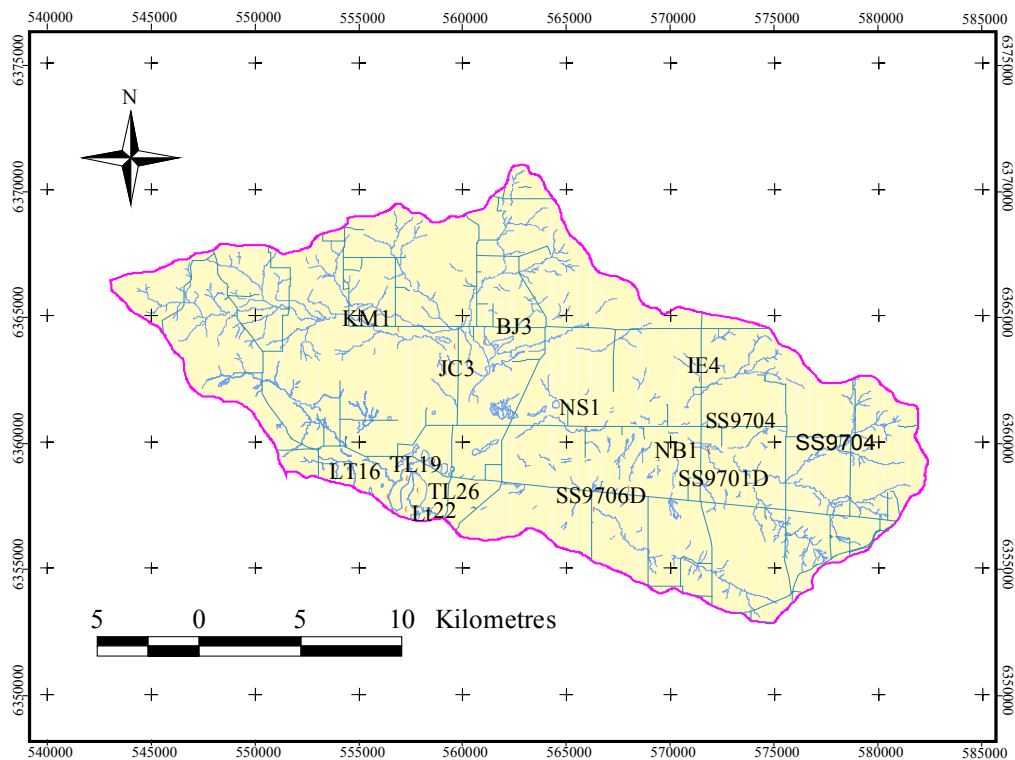 540000 545000 550000 555000 560000 565000 570000 575000 580000 585000
6375000 6375000
N
6370000 6370000
6365000 6365000
KM1 BJ3
JC3 IE4
NS1
SS9704
6360000 SS9704 6360000
NB1
LT16 TL19
SS9701D
TL26 SS9706D
Lt22
6355000 6355000
5 0 5 10 Kilometres
6350000 6350000
540000 545000 550000 555000 560000 565000 570000 575000 580000 585000